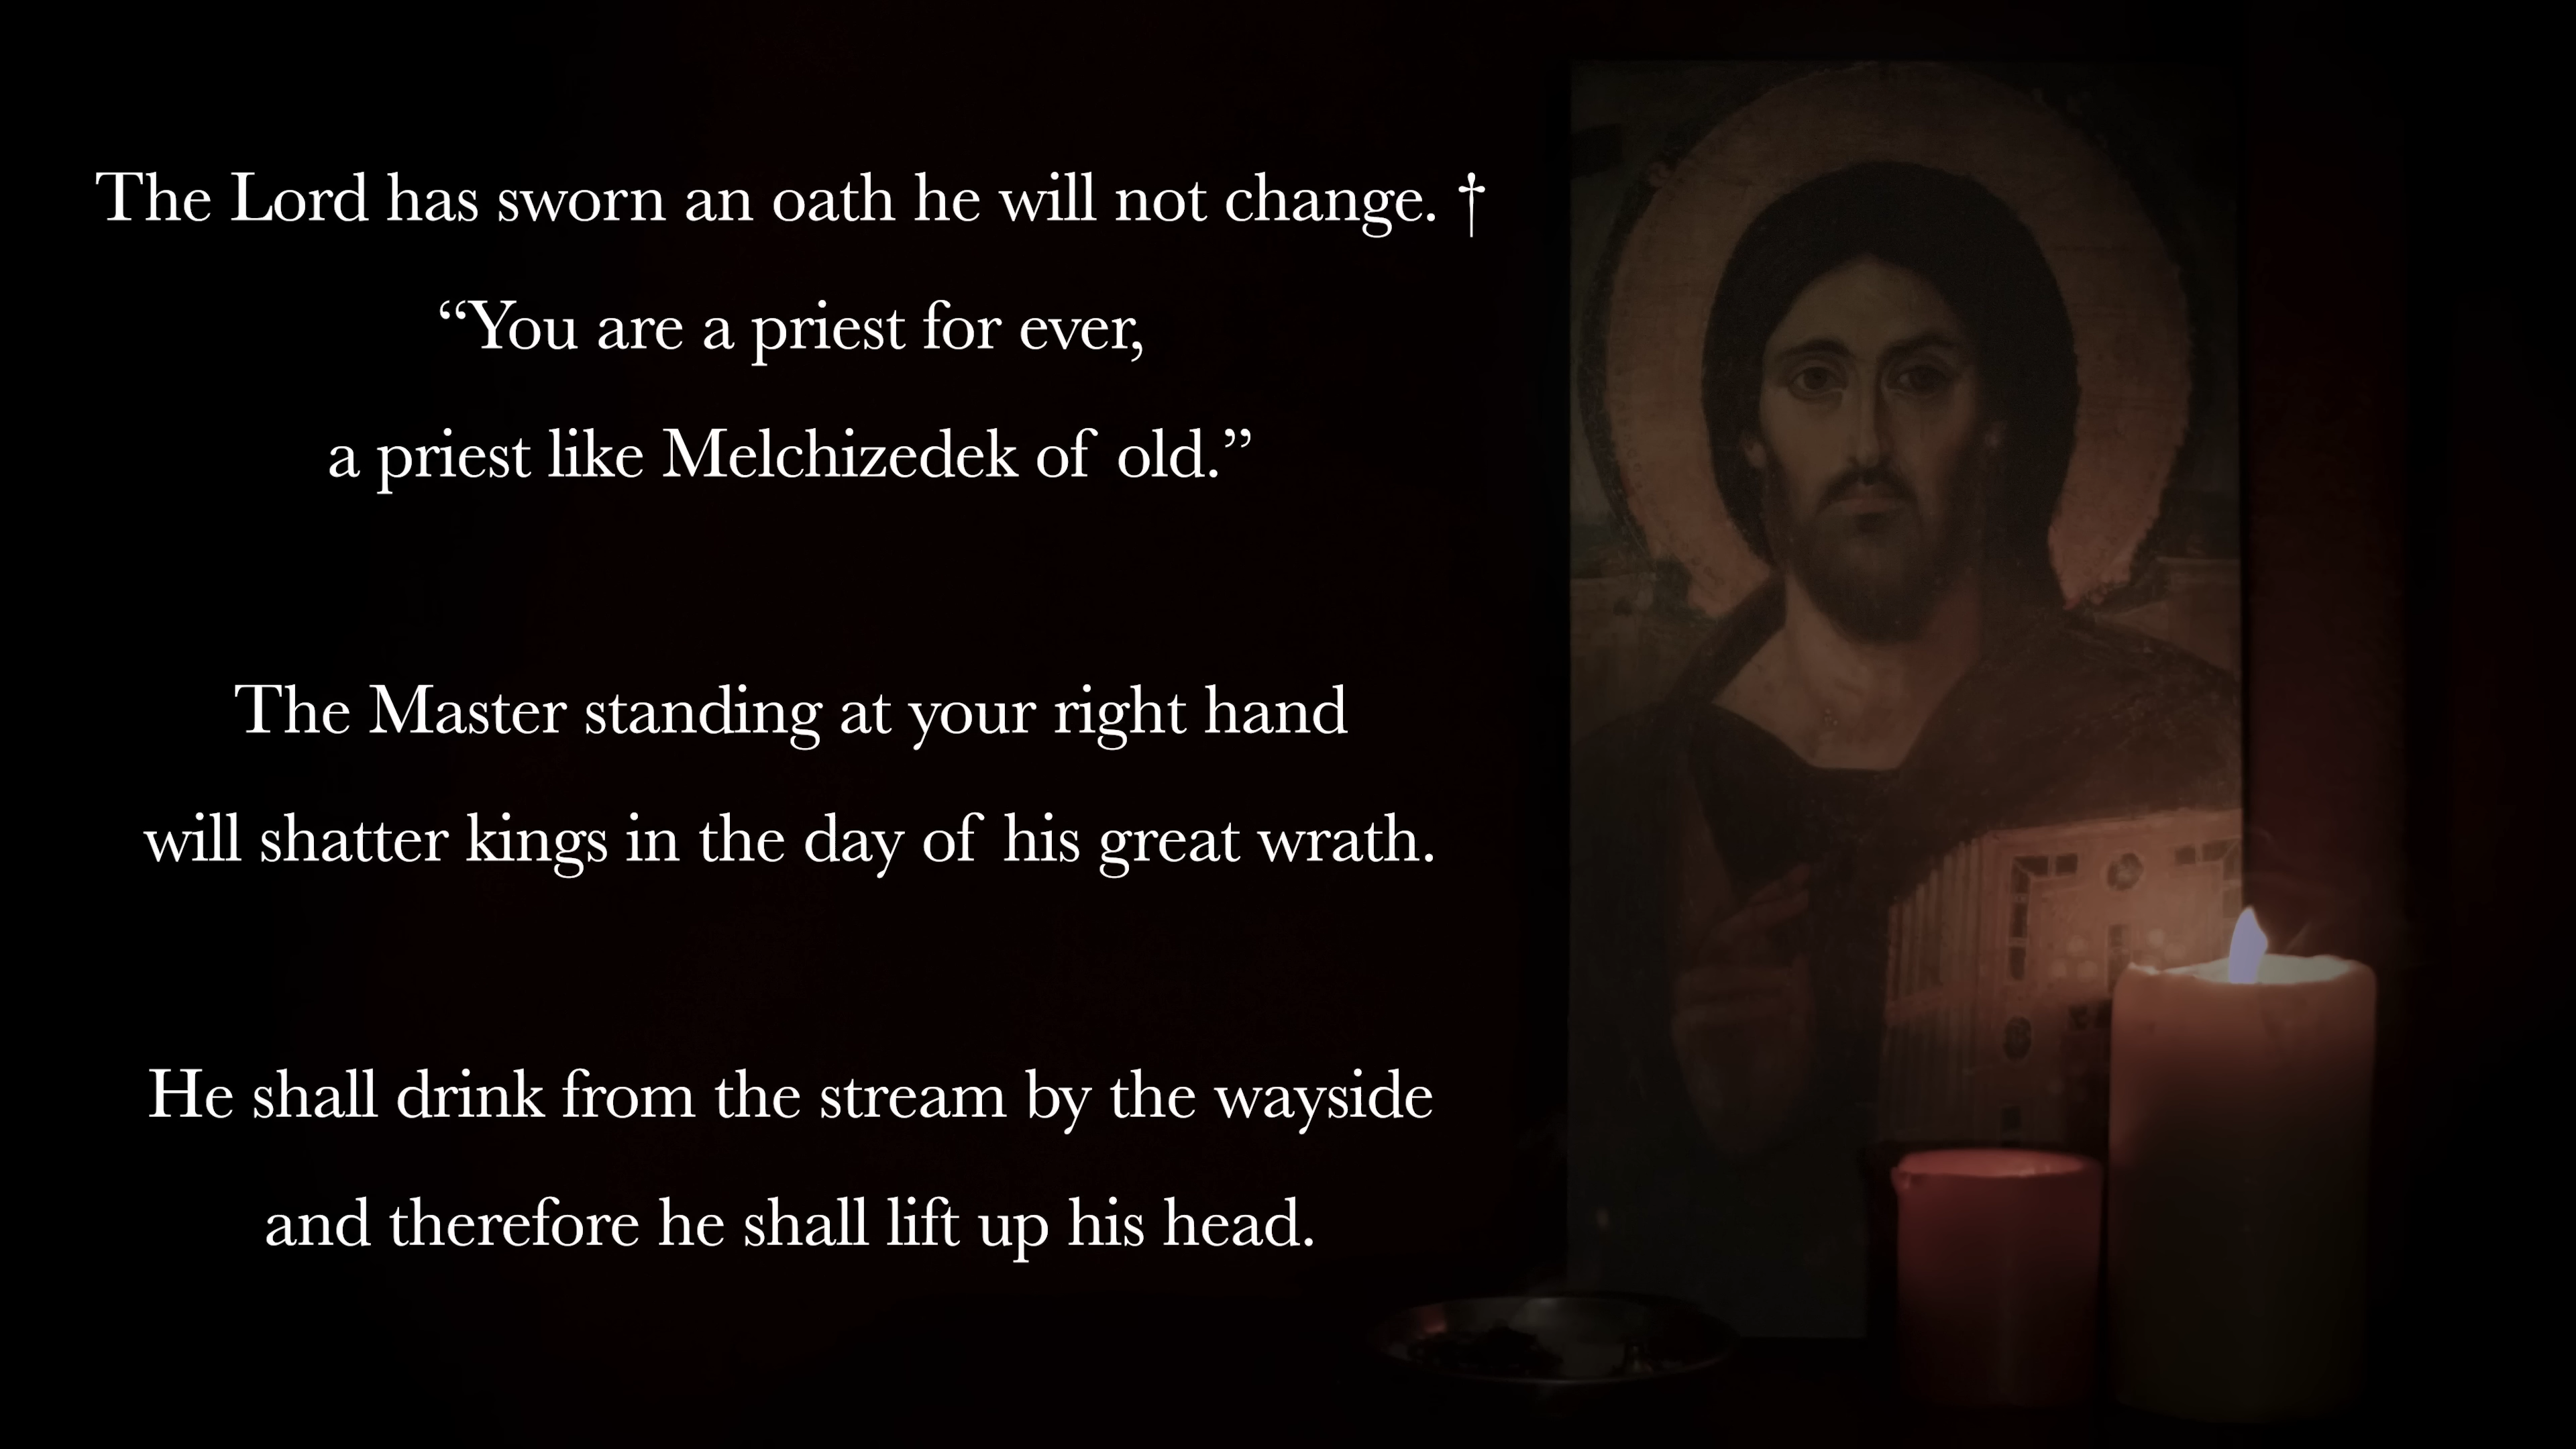 The Lord has sworn an oath he will not change. †
“You are a priest for ever,
a priest like Melchizedek of old.”
The Master standing at your right hand
will shatter kings in the day of his great wrath.
He shall drink from the stream by the wayside
and therefore he shall lift up his head.